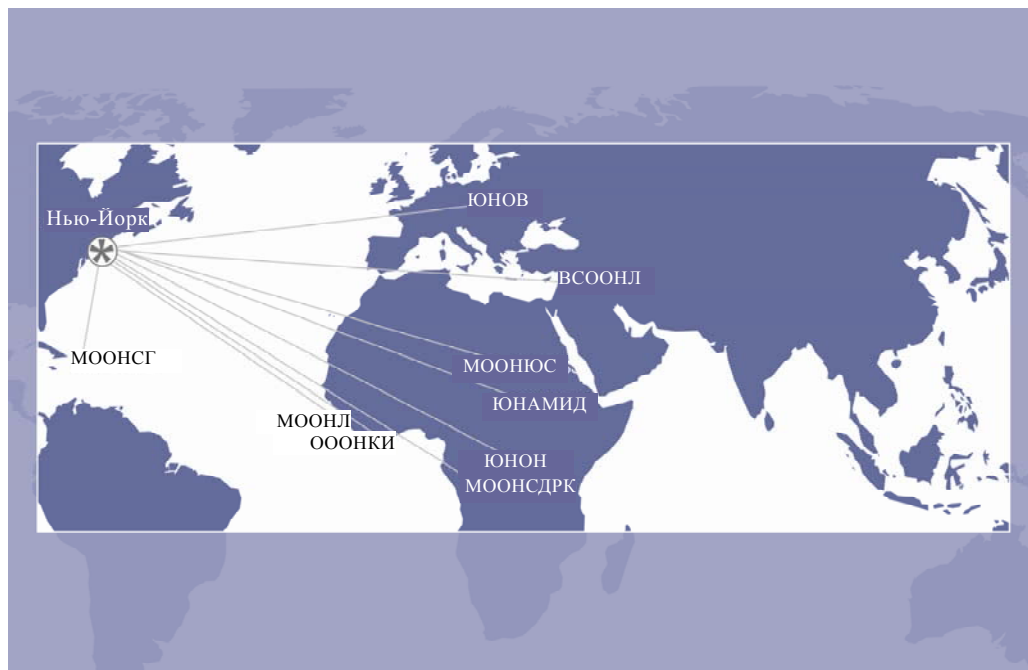 ЮНОВ
Нью-Йорк
ВСООНЛ
МООНСГ
МООНЮС
ЮНАМИД
МООНЛ
ОООНКИ
ЮНОН
МООНСДРК